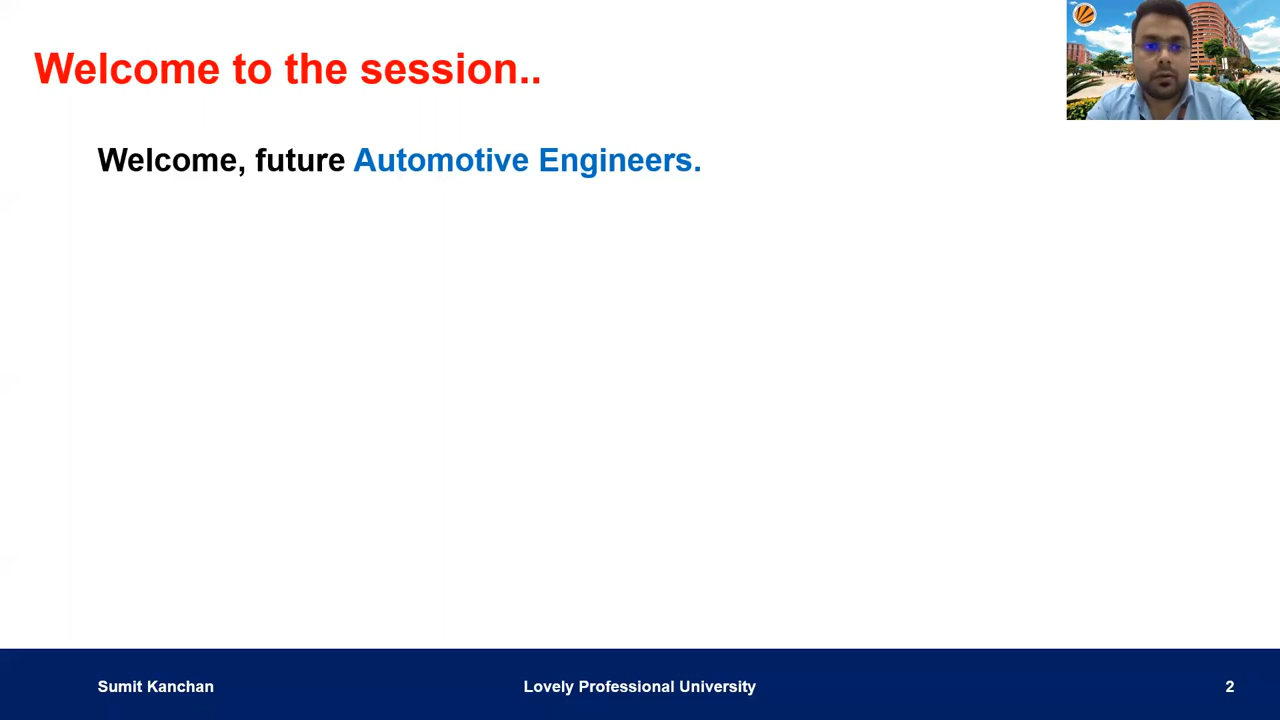 Welcome to the session..
Welcome, future Automotive Engineers.
Sumit Kanchan
Lovely Professional University
2